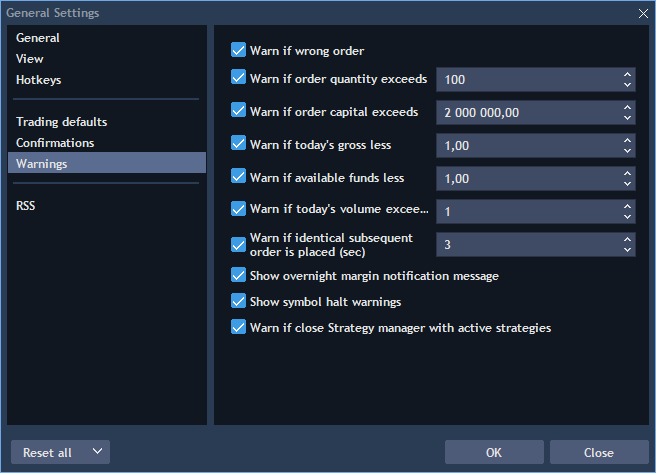 General Settings
General
View
Hotkeys
Trading defaults
Confirmations
Warnings
RSS
Warn if wrong order
Warn if order quantity exceeds 100
Warn if order capital exceeds 2 000 000,00
Warn if today's gross less 1,00
Warn if available funds less 1,00
Warn if today's volume excee... 1
Warn if identical subsequent
order is placed (sec) 3
Show overnight margin notification message
Show symbol halt warnings
Warn if close Strategy manager with active strategies
Reset all OK Close